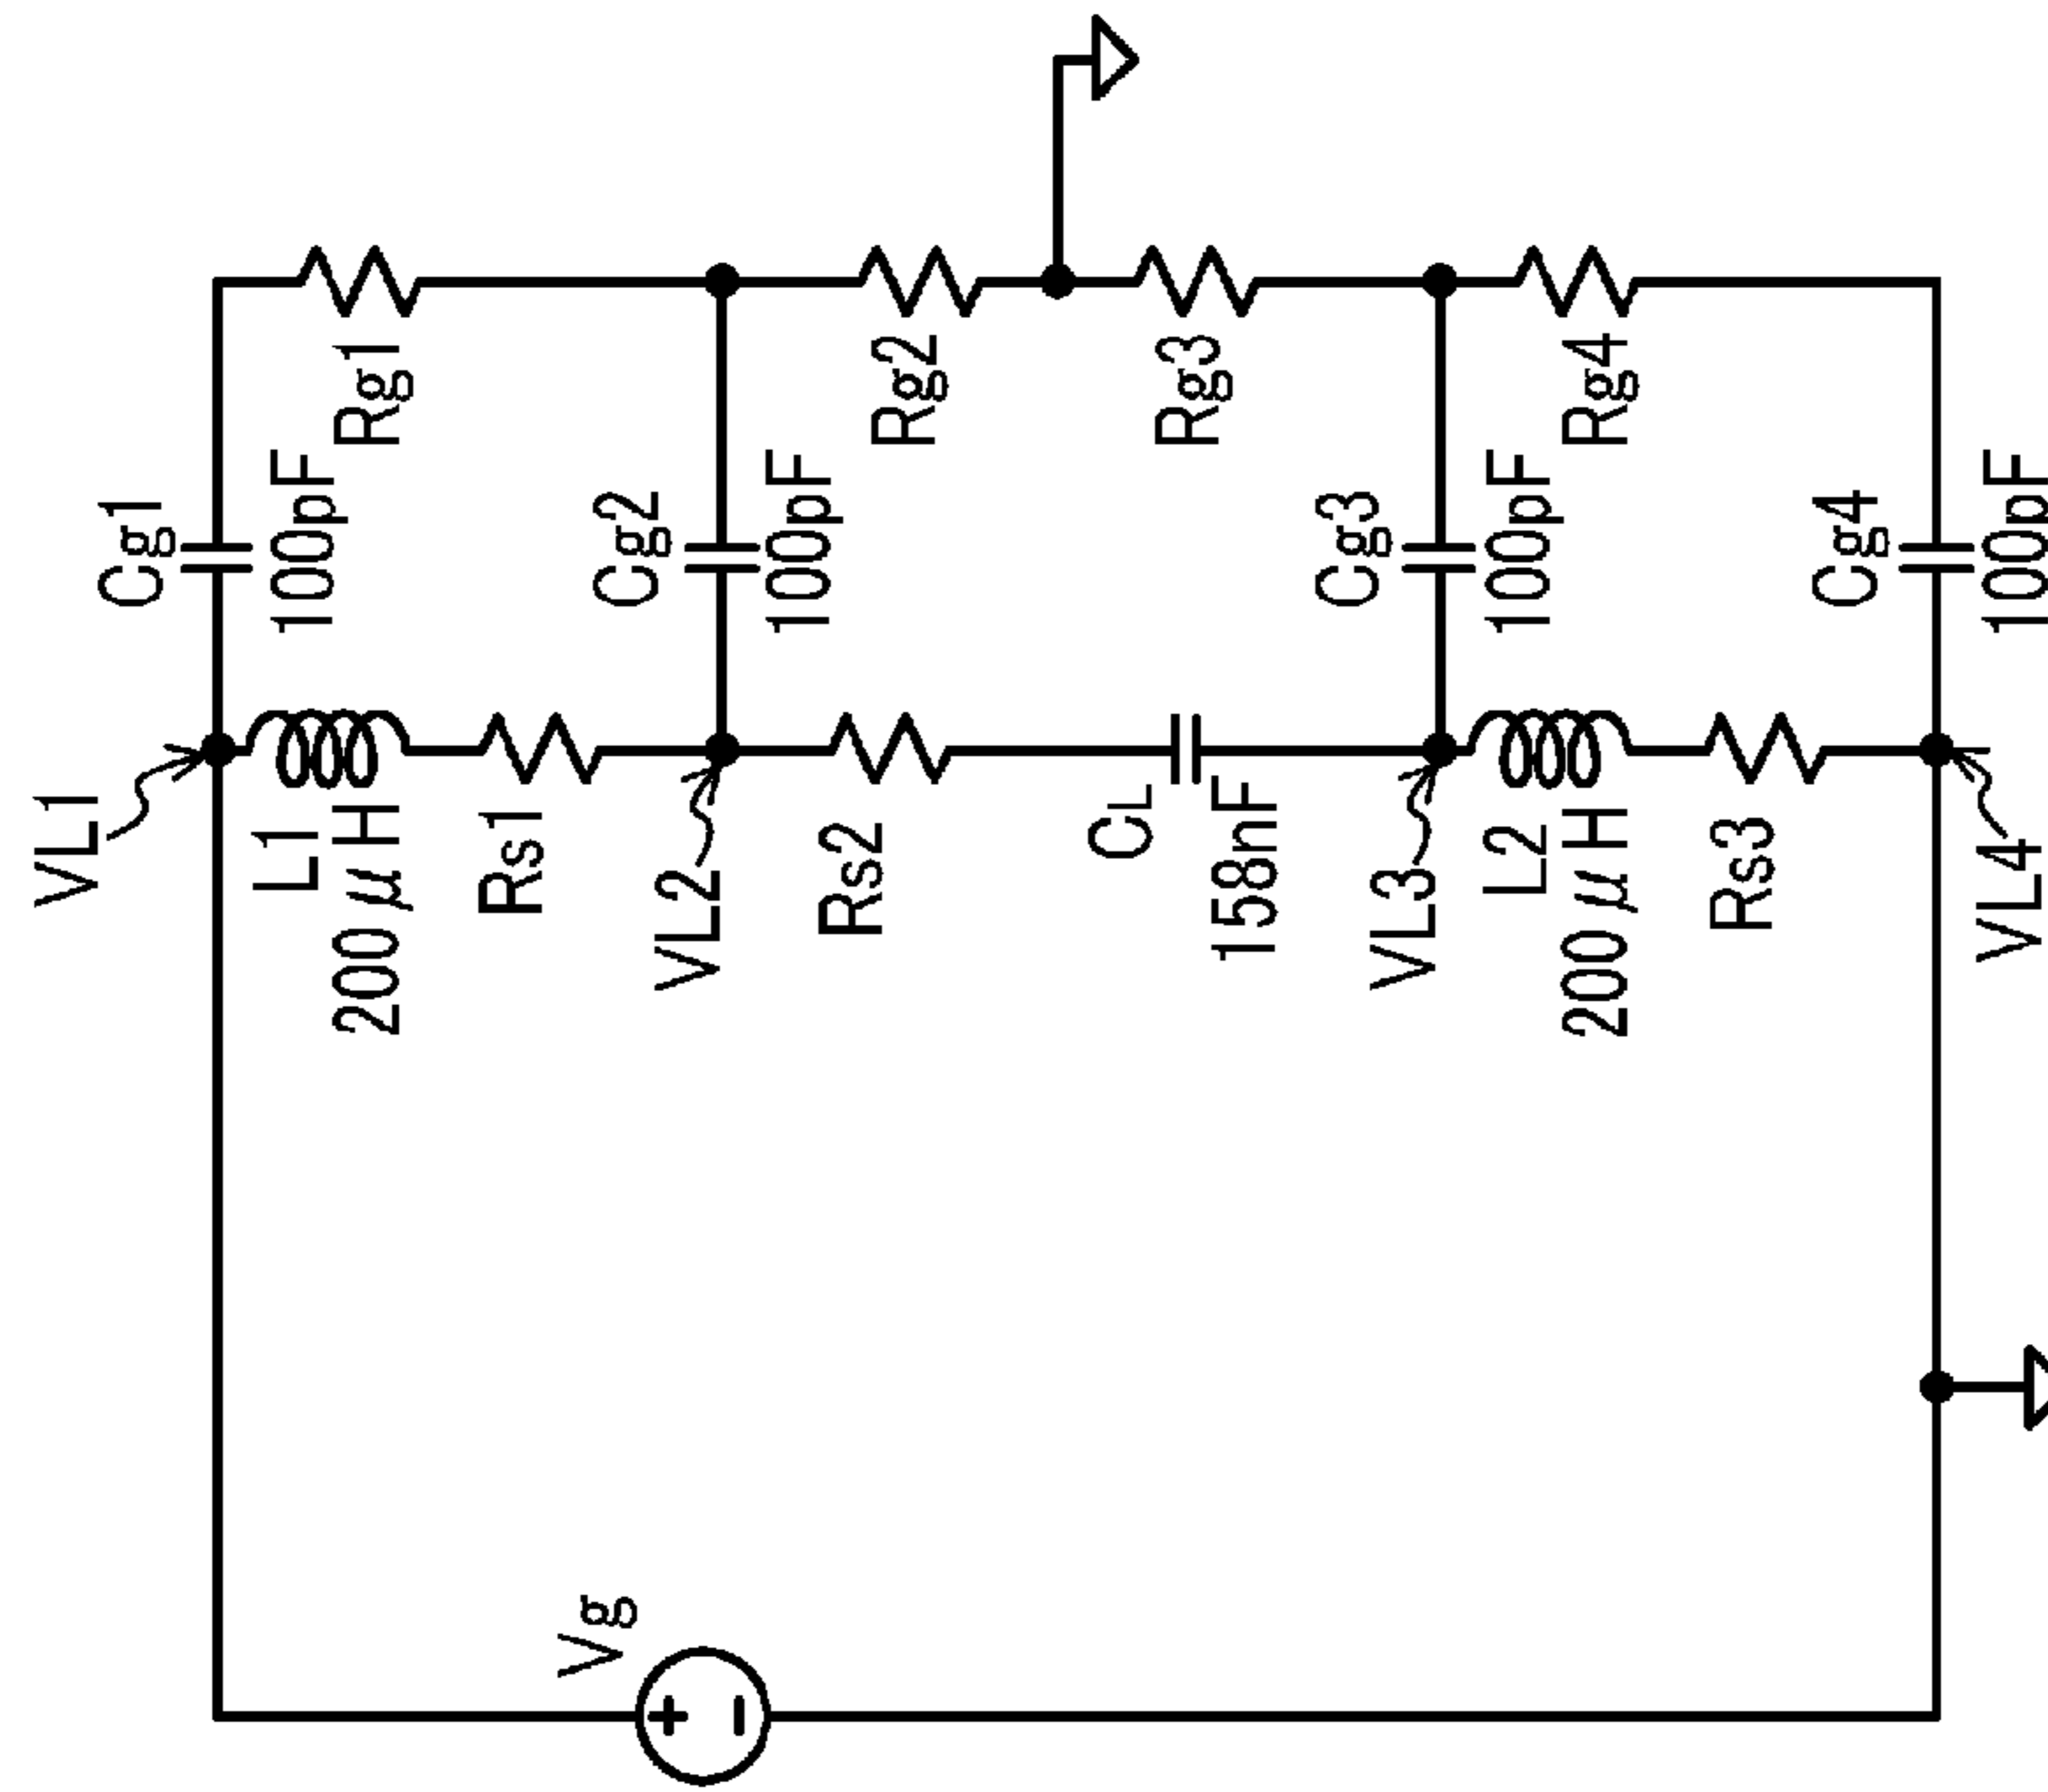 Vg
+
−
VL1
L1
200μH
Rs1
VL2
Rs2
CL
158nF
VL3
L2
200μH
Rs3
VL4
Cg1
100pF
Cg2
100pF
Cg3
100pF
Cg4
100pF
Rg1
Rg2
Rg3
Rg4